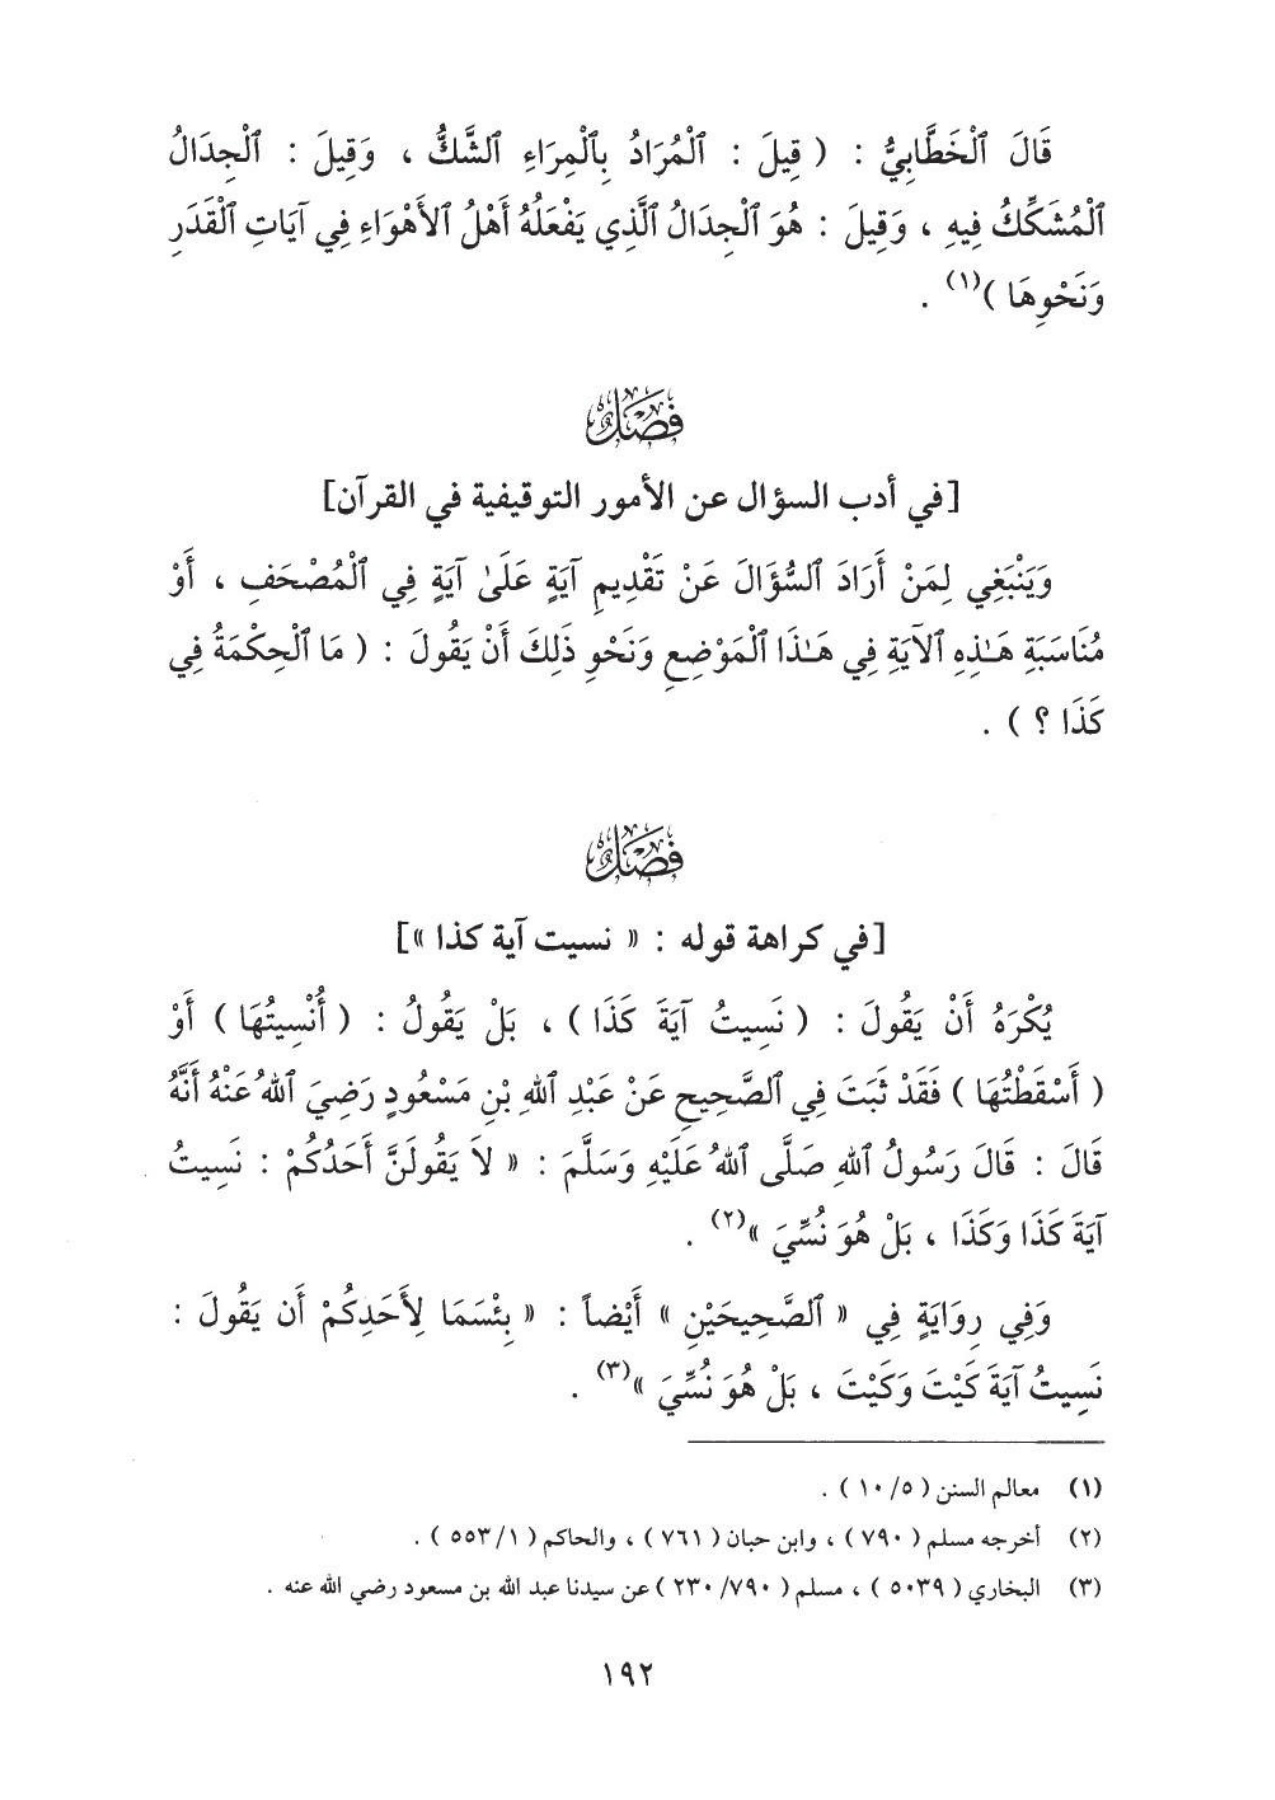 قَالَ ٱلْخَطَّابِيُّ : ( قِيلَ : ٱلْمُرَادُ بِٱلْمِرَاءِ ٱلشَّكُّ ، وَقِيلَ : ٱلْجِدَالُ
ٱلْمُشَكِّكُ فِيهِ ، وَقِيلَ : هُوَ ٱلْجِدَالُ ٱلَّذِي يَفْعَلُهُ أَهْلُ ٱلأَهْوَاءِ فِي آيَاتِ ٱلْقَدَرِ
وَنَحْوِهَا )(١) .
فَصْلٌ
[في أدب السؤال عن الأمور التوقيفية في القرآن]
وَيَنْبَغِي لِمَنْ أَرَادَ ٱلسُّؤَالَ عَنْ تَقْدِيمِ آيَةٍ عَلَىٰ آيَةٍ فِي ٱلْمُصْحَفِ ، أَوْ
مُنَاسَبَةِ هَـٰذِهِ ٱلآيَةِ فِي هَـٰذَا ٱلْمَوْضِعِ وَنَحْوِ ذَلِكَ أَنْ يَقُولَ : ( مَا ٱلْحِكْمَةُ فِي
كَذَا ؟ ) .
فَصْلٌ
[في كراهة قوله : « نسيت آية كذا »]
يُكْرَهُ أَنْ يَقُولَ : ( نَسِيتُ آيَةَ كَذَا ) ، بَلْ يَقُولُ : ( أُنْسِيتُهَا ) أَوْ
( أَسْقَطْتُهَا ) فَقَدْ ثَبَتَ فِي ٱلصَّحِيحِ عَنْ عَبْدِ ٱللهِ بْنِ مَسْعُودٍ رَضِيَ ٱللهُ عَنْهُ أَنَّهُ
قَالَ : قَالَ رَسُولُ ٱللهِ صَلَّى ٱللهُ عَلَيْهِ وَسَلَّمَ : « لاَ يَقُولَنَّ أَحَدُكُمْ : نَسِيتُ
آيَةَ كَذَا وَكَذَا ، بَلْ هُوَ نُسِّيَ »(٢) .
وَفِي رِوَايَةٍ فِي « ٱلصَّحِيحَيْنِ » أَيْضاً : « بِئْسَمَا لِأَحَدِكُمْ أَن يَقُولَ :
نَسِيتُ آيَةَ كَيْتَ وَكَيْتَ ، بَلْ هُوَ نُسِّيَ »(٣) .
(١) معالم السنن ( ١٠/٥ ) .
(٢) أخرجه مسلم ( ٧٩٠ ) ، وابن حبان ( ٧٦١ ) ، والحاكم ( ٥٥٣/١ ) .
(٣) البخاري ( ٥٠٣٩ ) ، مسلم ( ٢٣٠/٧٩٠ ) عن سيدنا عبد الله بن مسعود رضي الله عنه .
١٩٢